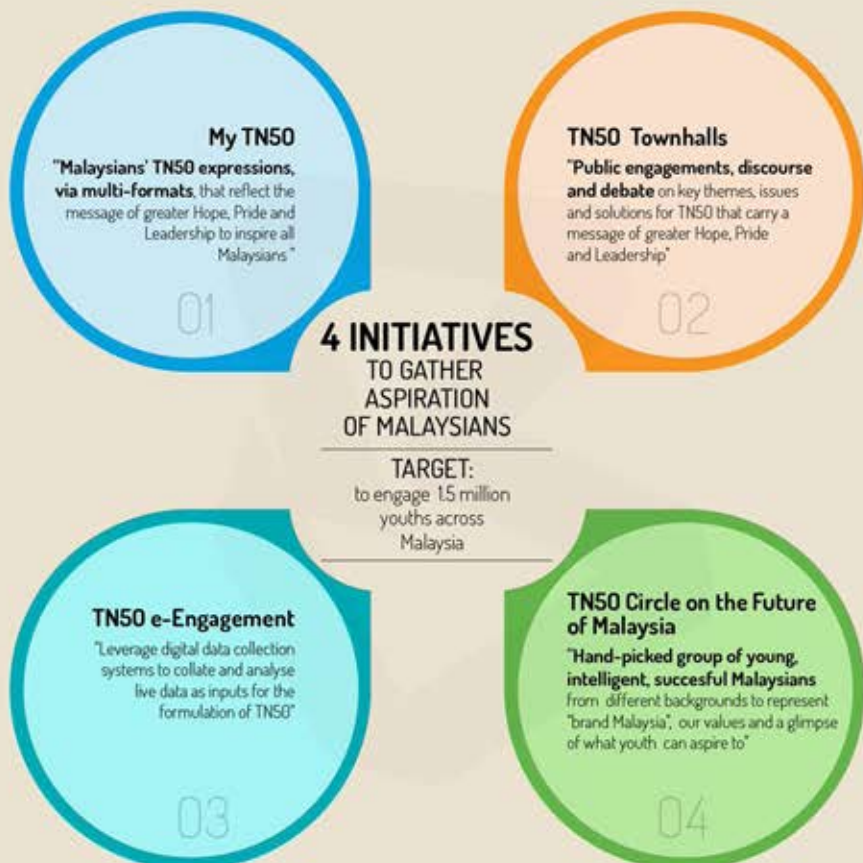 My TN50
"Malaysians' TN50 expressions,
via multi-formats, that reflect the
message of greater Hope, Pride and
Leadership to inspire all
Malaysians "
01
TN50 Townhalls
"Public engagements, discourse
and debate on key themes, issues
and solutions for TN50 that carry a
message of greater Hope, Pride
and Leadership"
02
4 INITIATIVES
TO GATHER
ASPIRATION
OF MALAYSIANS
TARGET:
to engage 1.5 million
youths across
Malaysia
TN50 e-Engagement
"Leverage digital data collection
systems to collate and analyse
live data as inputs for the
formulation of TN50"
03
TN50 Circle on the Future
of Malaysia
"Hand-picked group of young,
intelligent, succesful Malaysians
from different backgrounds to represent
"brand Malaysia", our values and a glimpse
of what youth can aspire to"
04